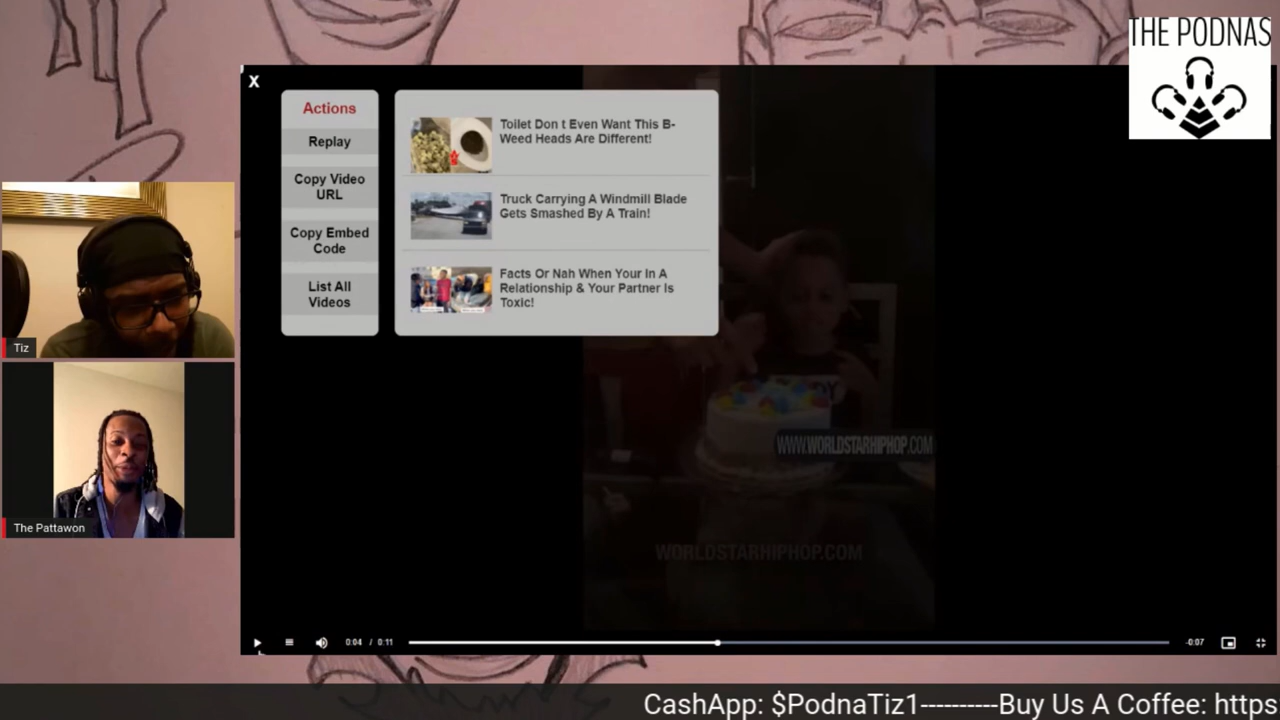 THE PODNAS
X
Actions
Replay
Copy Video
URL
Copy Embed
Code
List All
Videos
Toilet Don t Even Want This B-
Weed Heads Are Different!
Truck Carrying A Windmill Blade
Gets Smashed By A Train!
Facts Or Nah When Your In A
Relationship & Your Partner Is
Toxic!
Tiz
The Pattawon
WWW.WORLDSTARHIPHOP.COM
WORLDSTARHIPHOP.COM
0:04 / 0:11
-0:07
CashApp: $PodnaTiz1----------Buy Us A Coffee: https